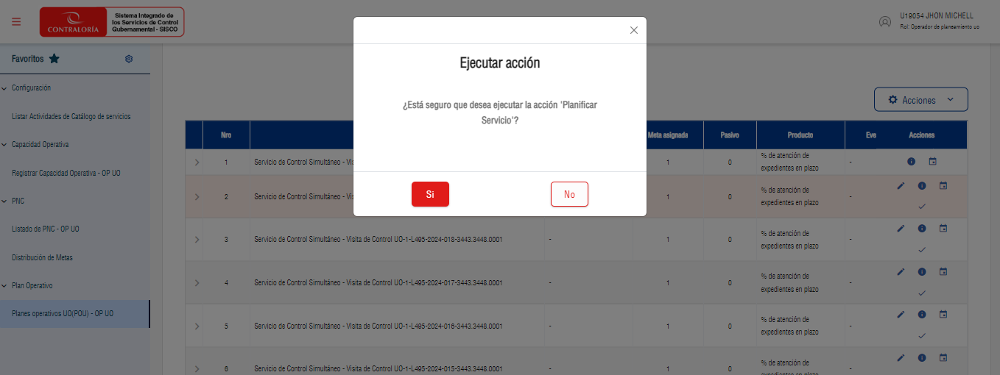 CONTRALORÍA
Sistema Integrado de
los Servicios de Control
Gubernamental - SISCO
U19054 JHON MICHELL
Rol: Operador de planeamiento uo
Favoritos
Configuración
Listar Actividades de Catálogo de servicios
Capacidad Operativa
Registrar Capacidad Operativa - OP UO
PNC
Listado de PNC - OP UO
Distribución de Metas
Plan Operativo
Planes operativos UO(POU) - OP UO
Ejecutar acción
¿Está seguro que desea ejecutar la acción 'Planificar
Servicio'?
Si No
Acciones
Nro Meta asignada Pasivo Producto Eve Acciones
1 Servicio de Control Simultáneo - Vis 1 0 % de atención de
expedientes en plazo -
2 Servicio de Control Simultáneo - Vis 1 0 % de atención de
expedientes en plazo -
3 Servicio de Control Simultáneo - Visita de Control UO-1-L495-2024-018-3443.3448.0001 - 1 0 % de atención de
expedientes en plazo -
4 Servicio de Control Simultáneo - Visita de Control UO-1-L495-2024-017-3443.3448.0001 - 1 0 % de atención de
expedientes en plazo -
5 Servicio de Control Simultáneo - Visita de Control UO-1-L495-2024-016-3443.3448.0001 - 1 0 % de atención de
expedientes en plazo -
6 Servicio de Control Simultáneo - Visita de Control UO-1-L495-2024-015-3443.3448.0001 - 1 0 % de atención de
expedientes en plazo -